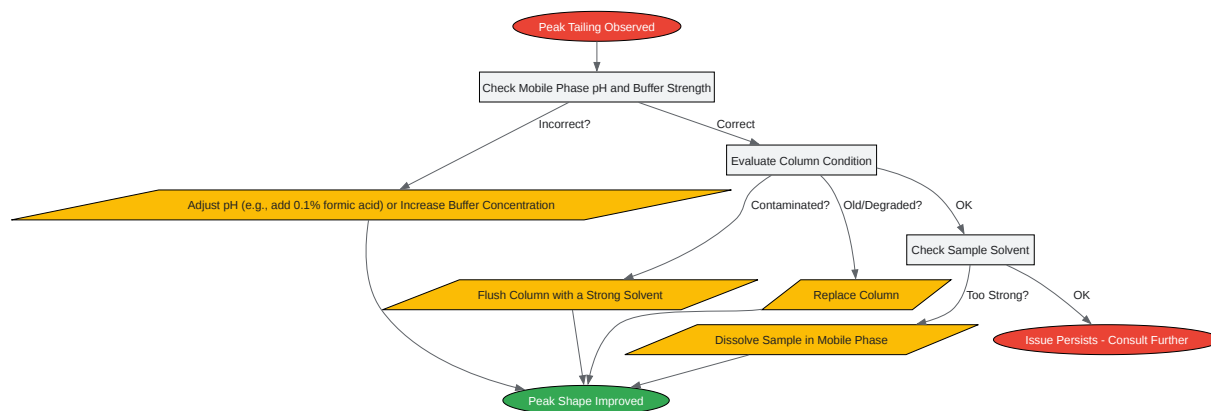 Peak Tailing Observed
Check Mobile Phase pH and Buffer Strength
Incorrect?
Correct
Evaluate Column Condition
Adjust pH (e.g., add 0.1% formic acid) or Increase Buffer Concentration
Contaminated?
Old/Degraded?
OK
Check Sample Solvent
Flush Column with a Strong Solvent
Replace Column
Too Strong?
OK
Dissolve Sample in Mobile Phase
Issue Persists - Consult Further
Peak Shape Improved